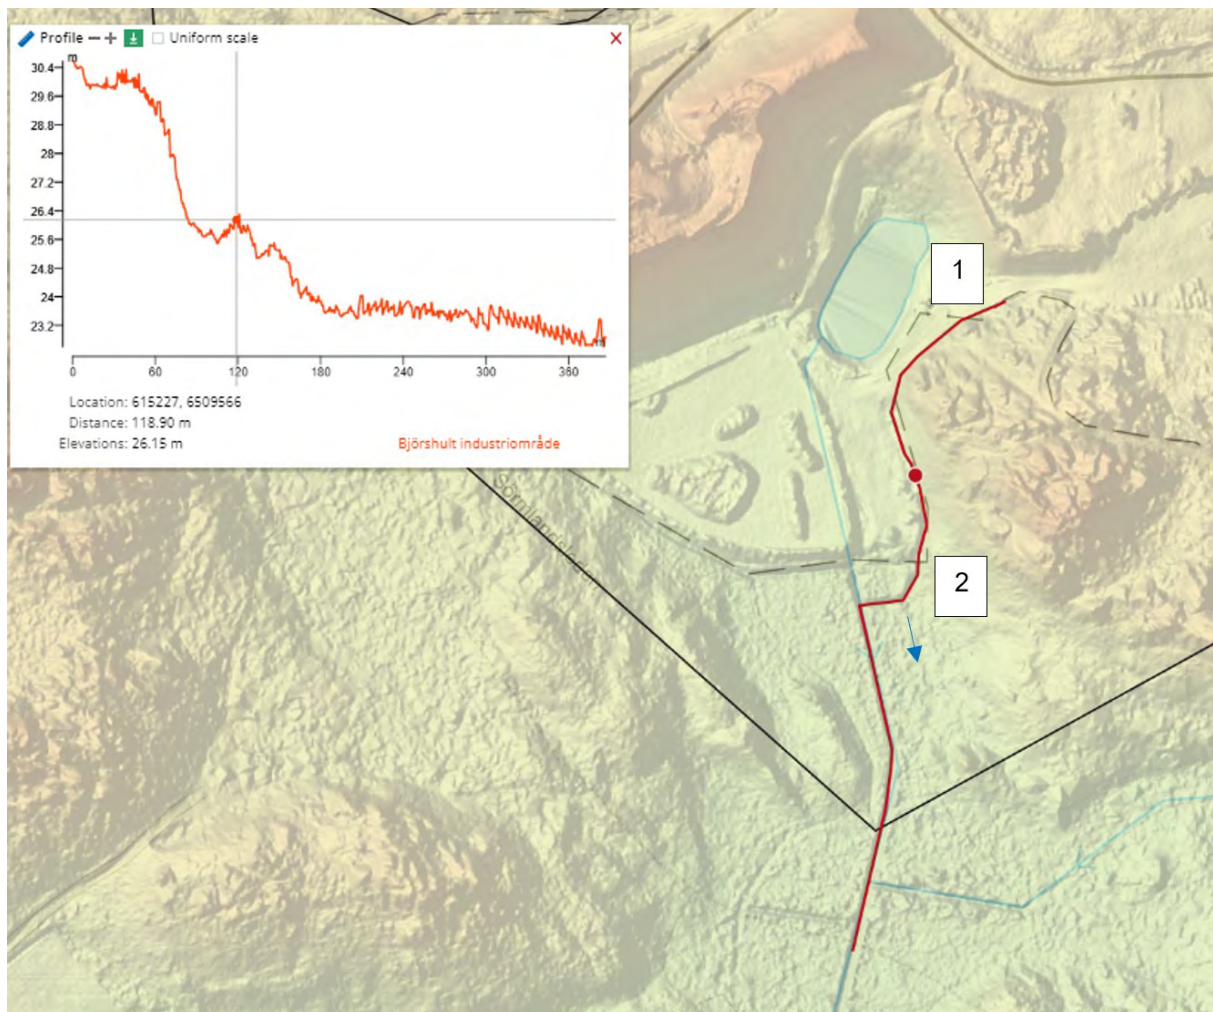 Profile
Uniform scale
m
30.4
29.6
28.8
28
27.2
26.4
25.6
24.8
24
23.2
m
0
60
120
180
240
300
360
Location: 615227, 6509566
Distance: 118.90 m
Elevations: 26.15 m
Björshult industriområde
1
2